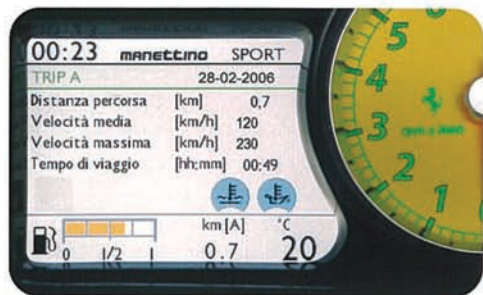 00:23 manettino SPORT
TRIP A 28-02-2006
Distanza percorsa [km] 0,7
Velocità media [km/h] 120
Velocità massima [km/h] 230
Tempo di viaggio [hh:mm] 00:49
km [A] °C
0 1/2 1 0.7 20
5
4
3
2
1